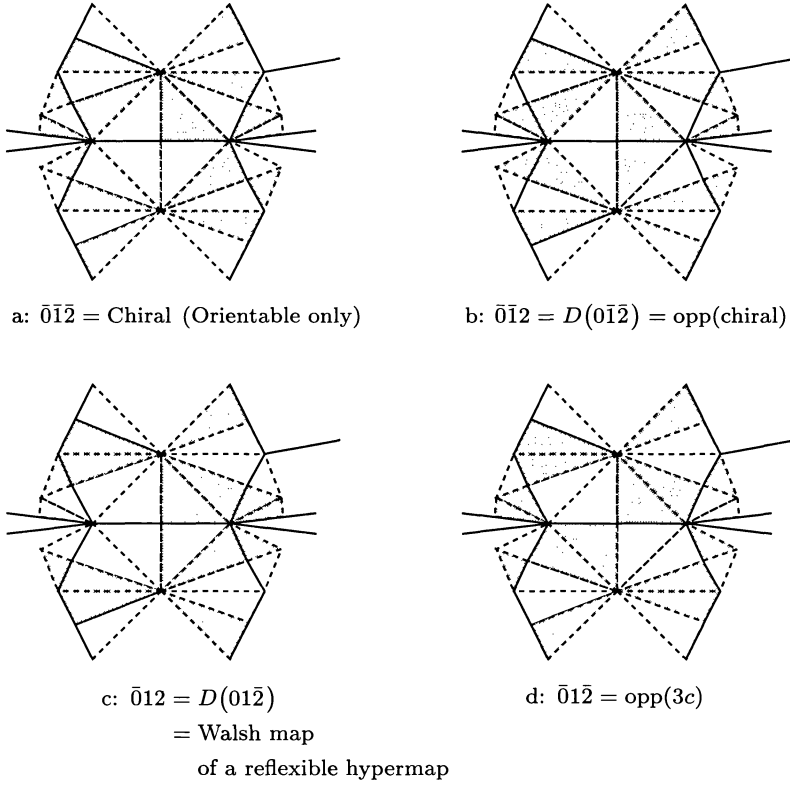 a: 0̄1̄2̄ = Chiral (Orientable only)
b: 0̄1̄2 = D(01̄2̄) = opp(chiral)
c: 0̄12 = D(012̄)
= Walsh map
of a reflexible hypermap
d: 0̄12̄ = opp(3c)